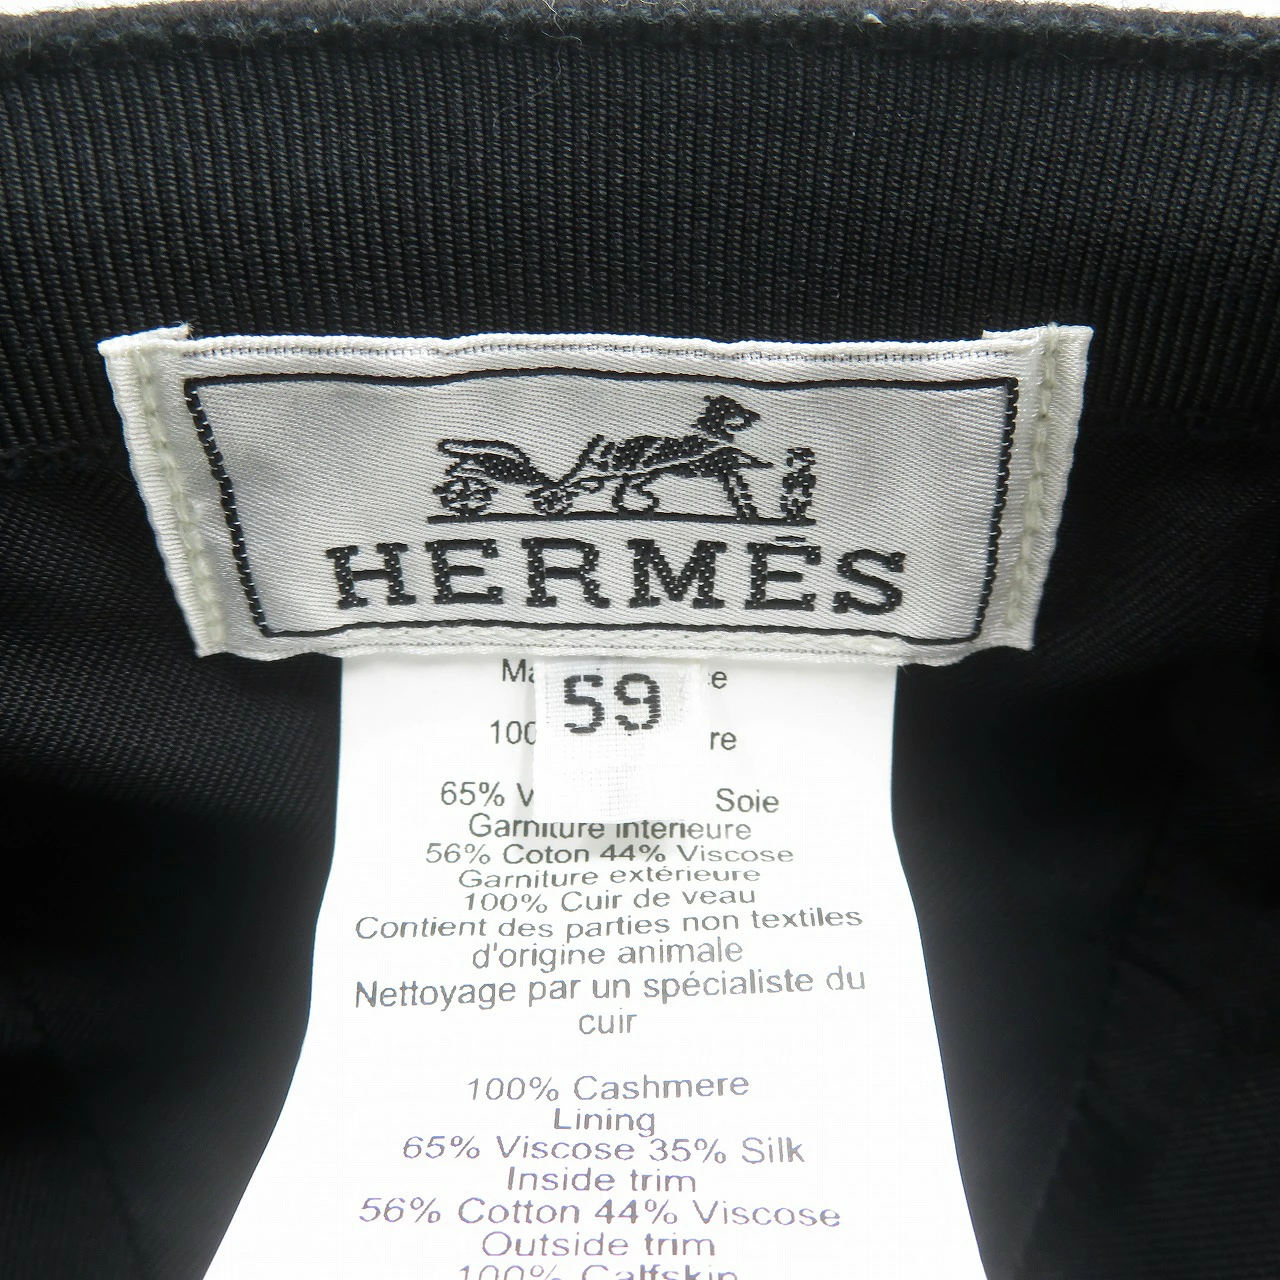 HERMÈS
59
100
65% Soie
Garniture intérieure
56% Coton 44% Viscose
Garniture extérieure
100% Cuir de veau
Contient des parties non textiles
d'origine animale
Nettoyage par un spécialiste du
cuir
100% Cashmere
Lining
65% Viscose 35% Silk
Inside trim
56% Cotton 44% Viscose
Outside trim
100% Calfskin